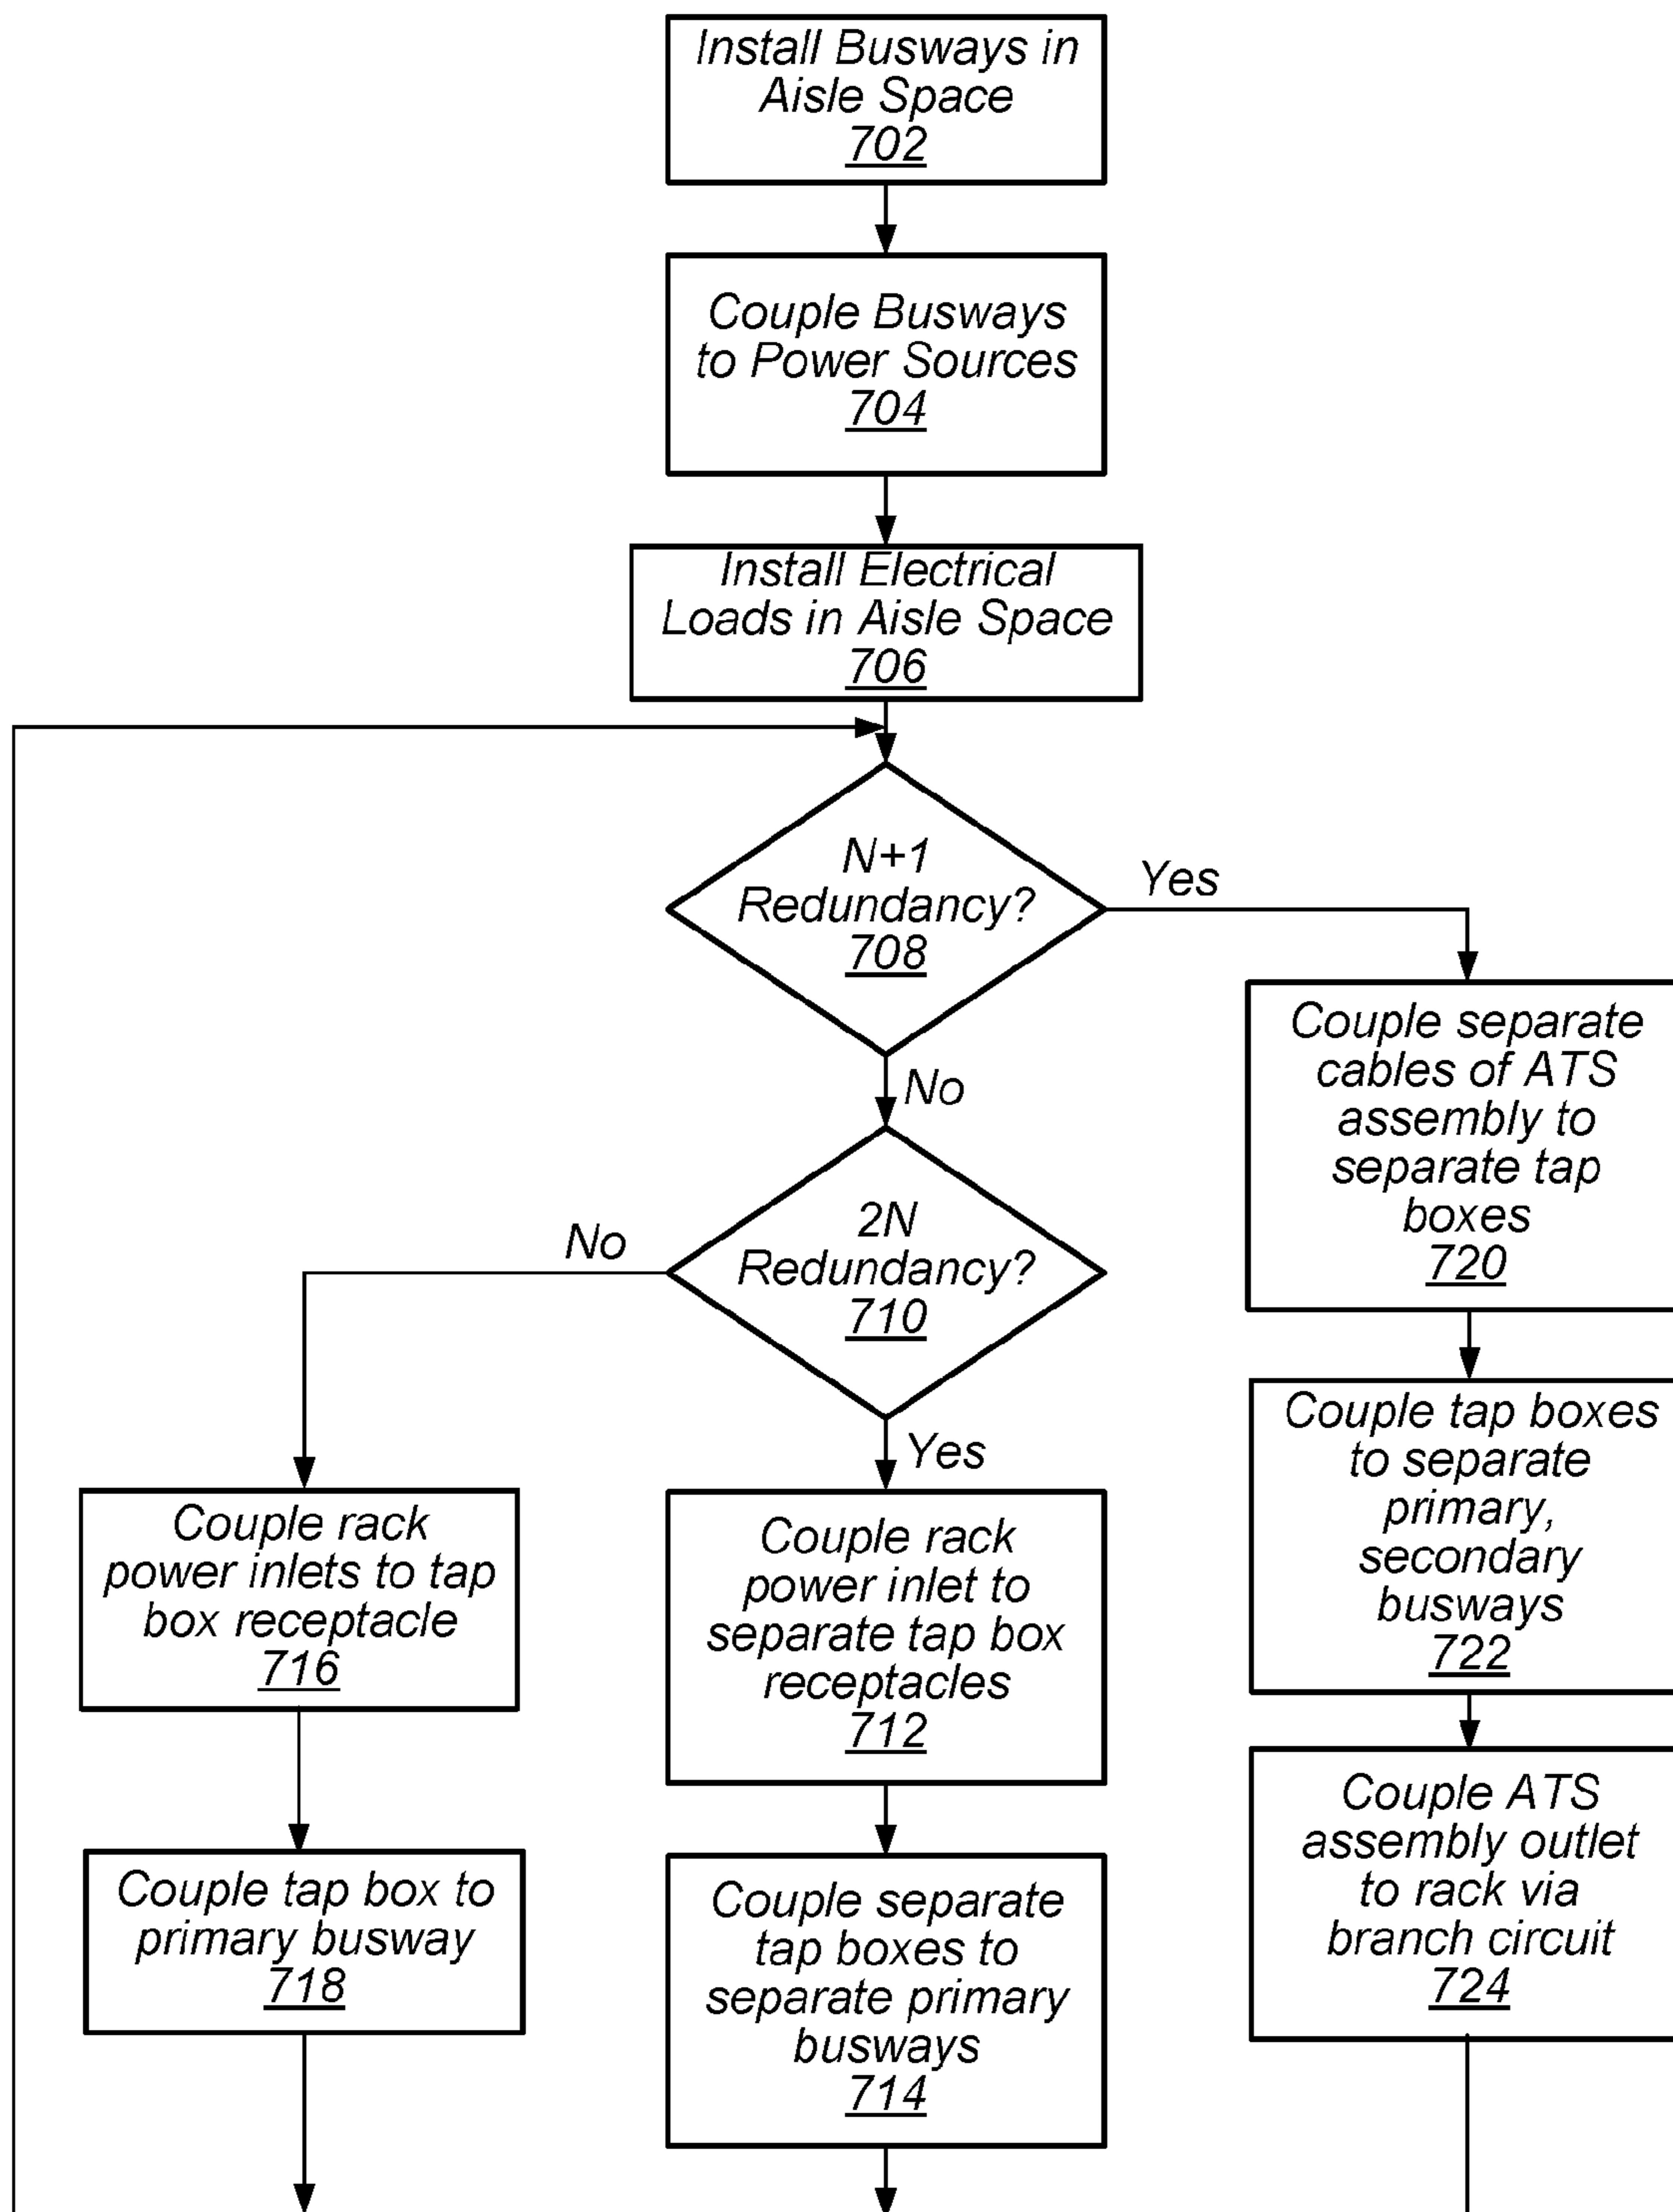 Install Busways in
Aisle Space
702
Couple Busways
to Power Sources
704
Install Electrical
Loads in Aisle Space
706
N+1
Redundancy?
708
Yes
No
2N
Redundancy?
710
No
Yes
Couple rack
power inlets to tap
box receptacle
716
Couple tap box to
primary busway
718
Couple rack
power inlet to
separate tap box
receptacles
712
Couple separate
tap boxes to
separate primary
busways
714
Couple separate
cables of ATS
assembly to
separate tap
boxes
720
Couple tap boxes
to separate
primary,
secondary
busways
722
Couple ATS
assembly outlet
to rack via
branch circuit
724